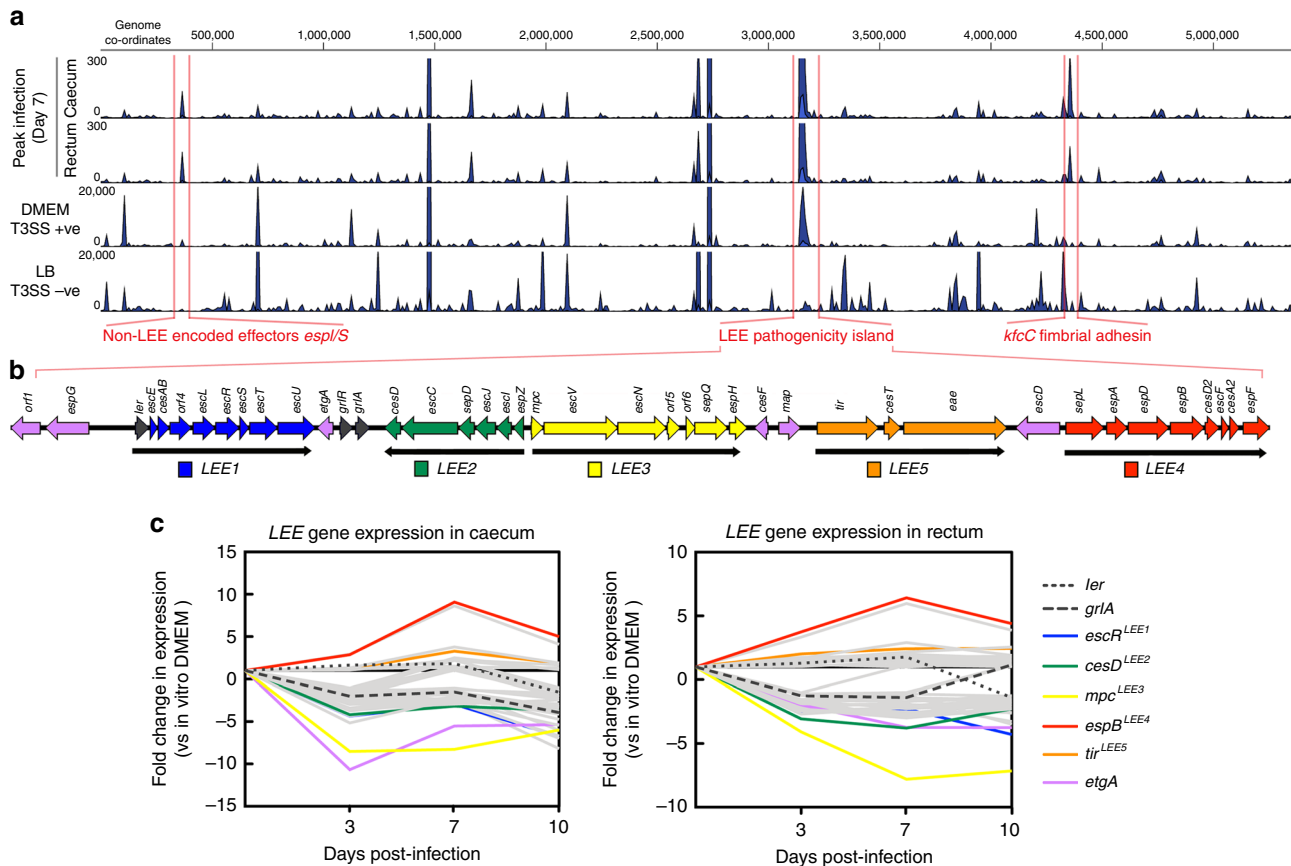 a
Genome
co-ordinates
500,000 1,000,000 1,500,000 2,000,000 2,500,000 3,000,000 3,500,000 4,000,000 4,500,000 5,000,000
Peak infection
(Day 7)
Caecum
300
0
Rectum
300
0
DMEM
T3SS +ve
20,000
0
LB
T3SS –ve
20,000
0
Non-LEE encoded effectors espI/S
LEE pathogenicity island
kfcC fimbrial adhesin
b
orf1 espG ler escE cesAB orf4 escL escR escS escT escU etgA grlR grlA cesD escC sepD escJ escI espZ mpc escV escN orf5 orf6 sepQ espH cesF map tir cesT eae escD sepL espA espD espB cesD2 escF cesA2 espF
LEE1 LEE2 LEE3 LEE5 LEE4
c
LEE gene expression in caecum
Fold change in expression
(vs in vitro DMEM )
15
10
5
0
–5
–10
–15
3 7 10
Days post-infection
LEE gene expression in rectum
Fold change in expression
(vs in vitro DMEM )
10
5
0
–5
–10
3 7 10
Days post-infection
ler
grlA
escR LEE1
cesD LEE2
mpc LEE3
espB LEE4
tir LEE5
etgA